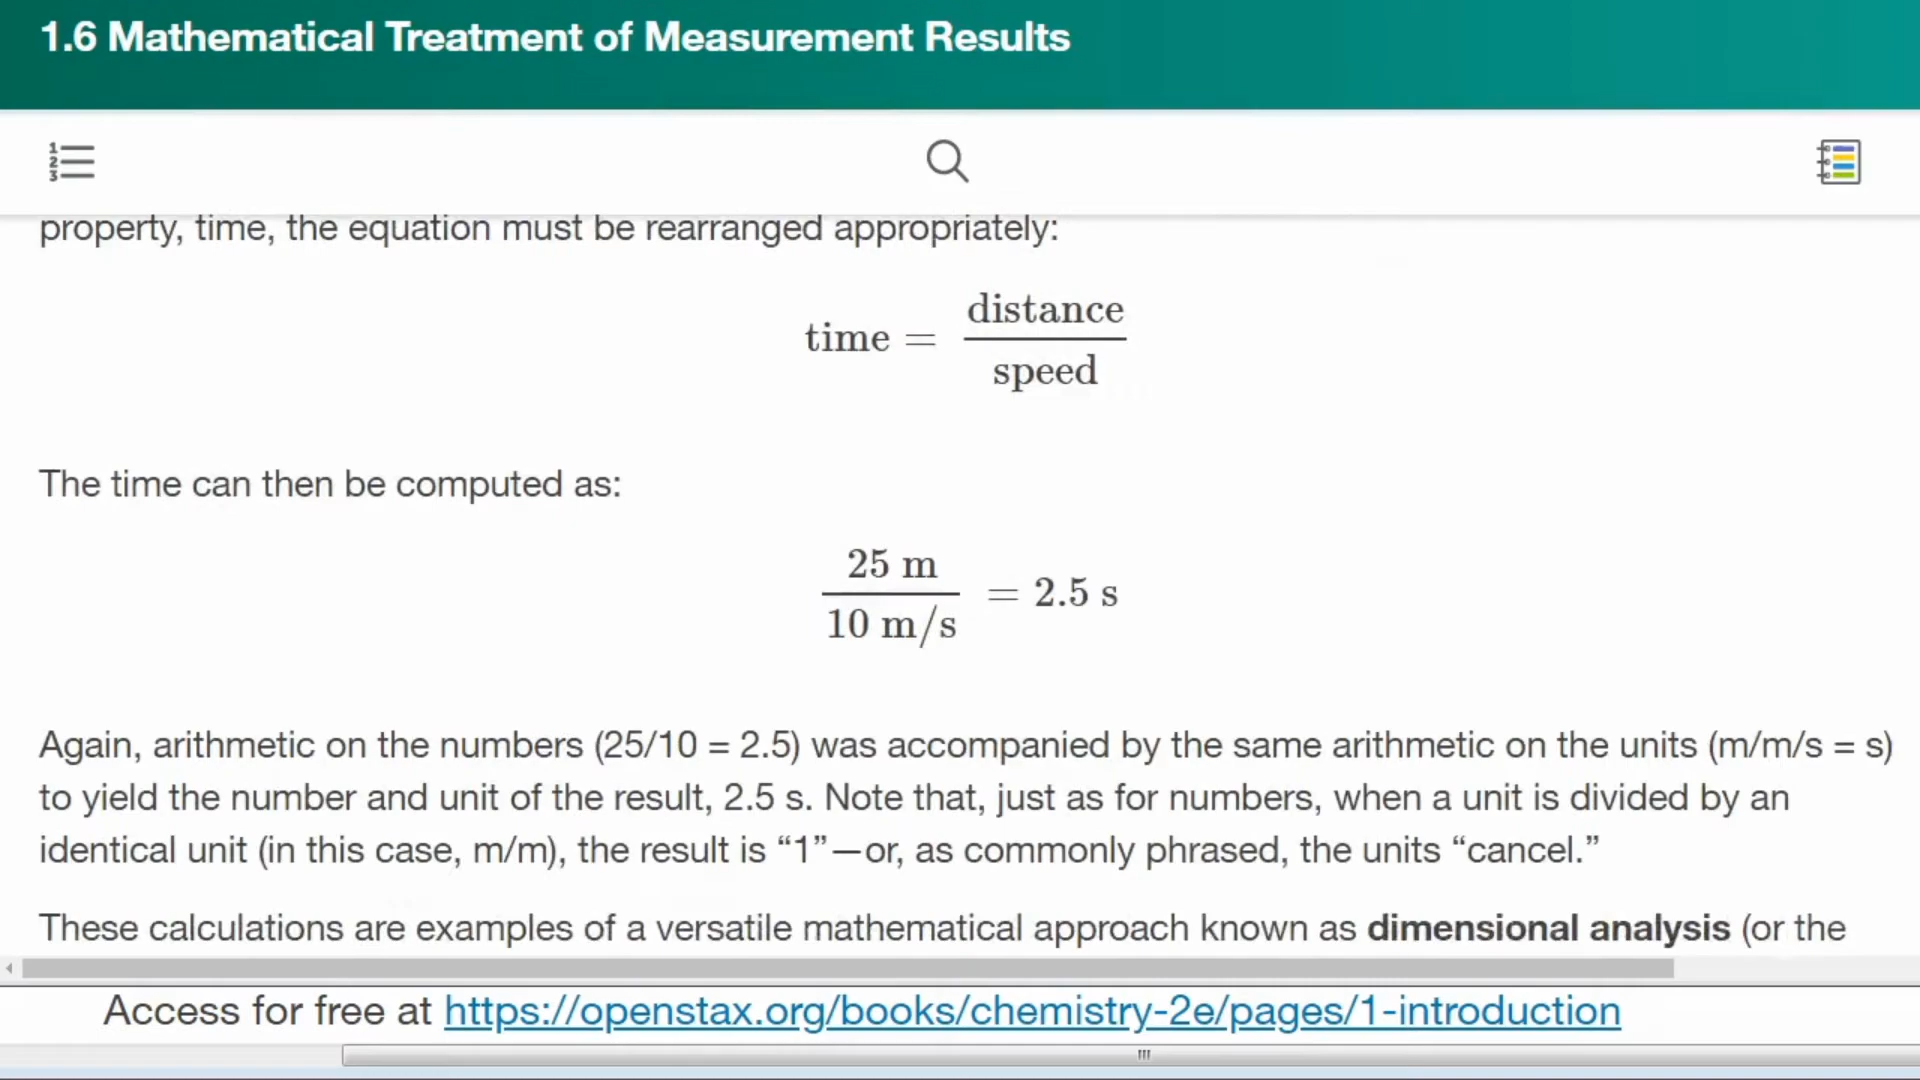 1.6 Mathematical Treatment of Measurement Results
1
2
3
property, time, the equation must be rearranged appropriately:
time = distance / speed
The time can then be computed as:
25 m / 10 m/s = 2.5 s
Again, arithmetic on the numbers (25/10 = 2.5) was accompanied by the same arithmetic on the units (m/m/s = s)
to yield the number and unit of the result, 2.5 s. Note that, just as for numbers, when a unit is divided by an
identical unit (in this case, m/m), the result is “1”—or, as commonly phrased, the units “cancel.”
These calculations are examples of a versatile mathematical approach known as dimensional analysis (or the
Access for free at https://openstax.org/books/chemistry-2e/pages/1-introduction